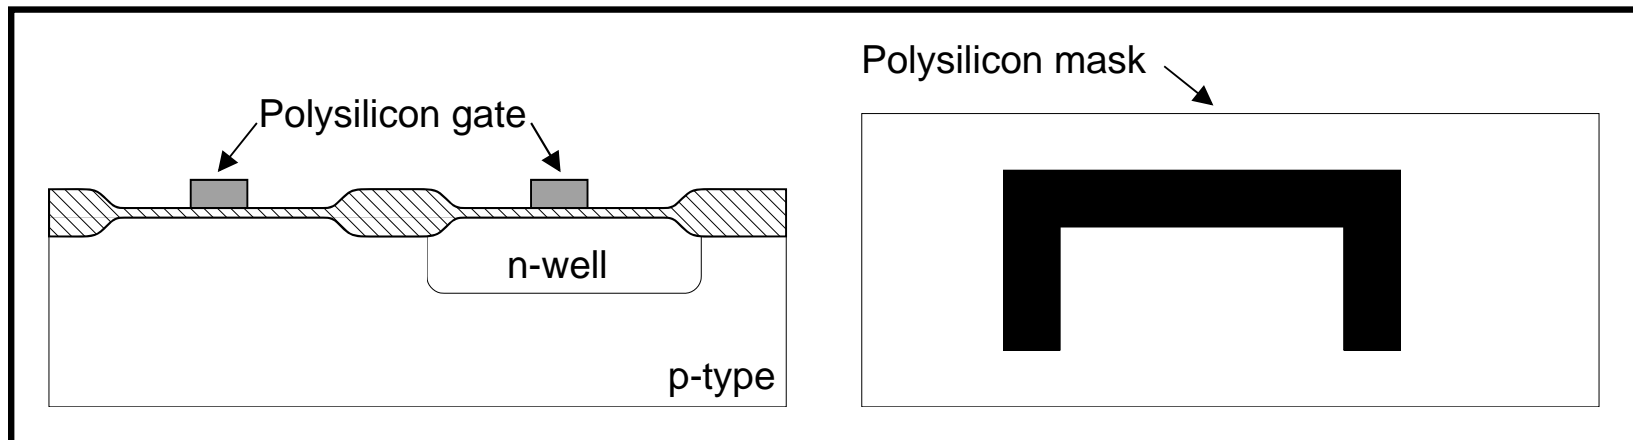 Polysilicon mask
Polysilicon gate
n-well
p-type